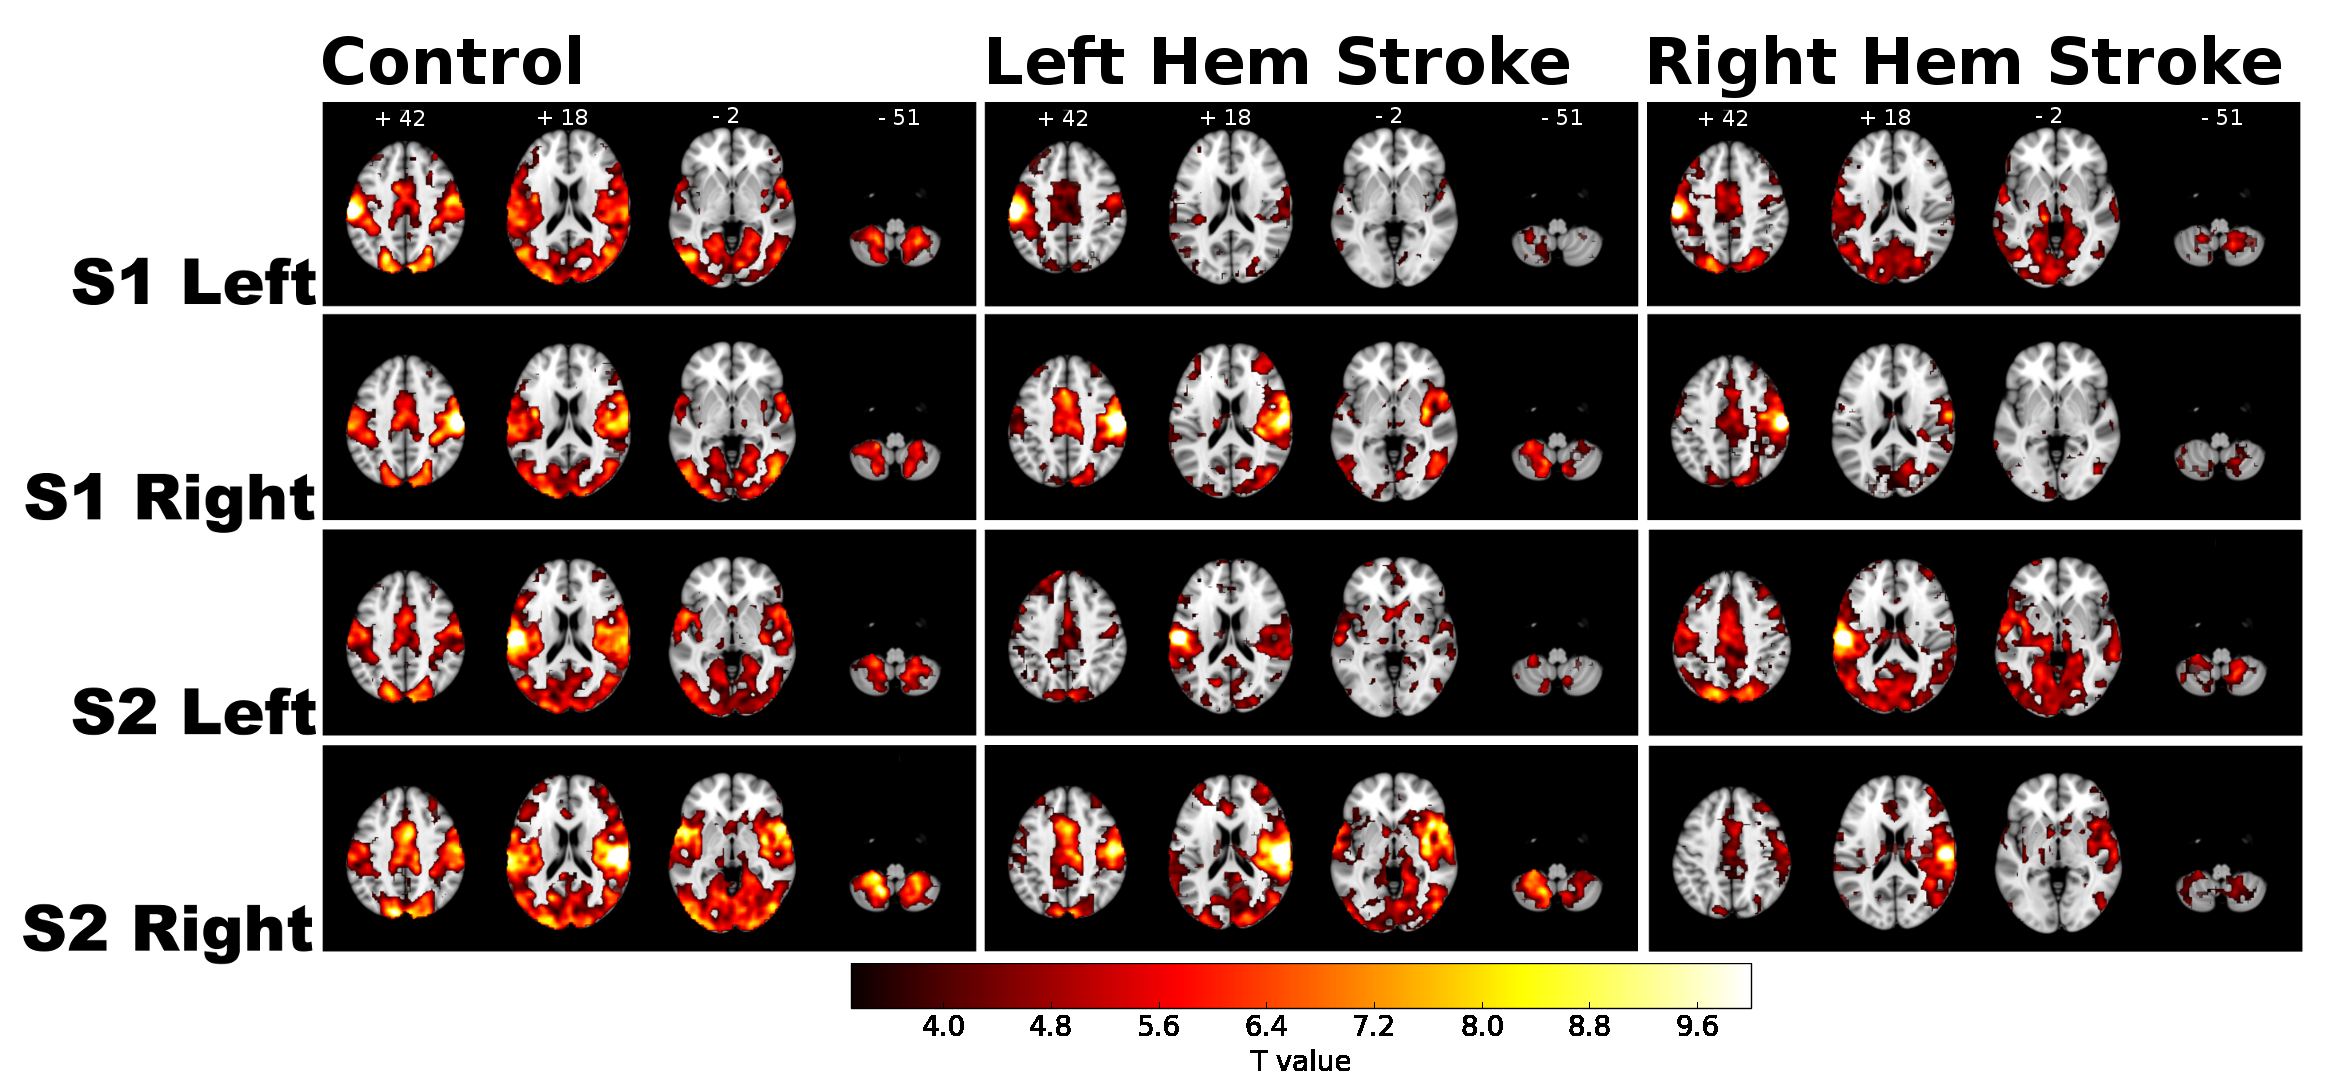 Control
Left Hem Stroke
Right Hem Stroke
+ 42 + 18 - 2 - 51
+ 42 + 18 - 2 - 51
+ 42 + 18 - 2 - 51
S1 Left
S1 Right
S2 Left
S2 Right
4.0 4.8 5.6 6.4 7.2 8.0 8.8 9.6
T value